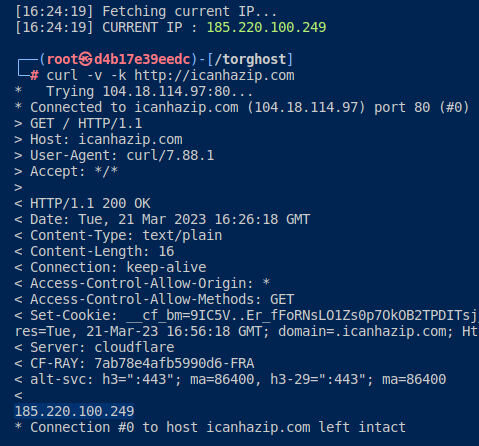 [16:24:19] Fetching current IP...
[16:24:19] CURRENT IP : 185.220.100.249
┌──(root㉿d4b17e39eedc)-[/torghost]
└─# curl -v -k http://icanhazip.com
*   Trying 104.18.114.97:80...
* Connected to icanhazip.com (104.18.114.97) port 80 (#0)
> GET / HTTP/1.1
> Host: icanhazip.com
> User-Agent: curl/7.88.1
> Accept: */*
>
< HTTP/1.1 200 OK
< Date: Tue, 21 Mar 2023 16:26:18 GMT
< Content-Type: text/plain
< Content-Length: 16
< Connection: keep-alive
< Access-Control-Allow-Origin: *
< Access-Control-Allow-Methods: GET
< Set-Cookie: __cf_bm=9IC5V..Er_fFoRNsLO1Zs0p7OkOB2TPDITsj
res=Tue, 21-Mar-23 16:56:18 GMT; domain=.icanhazip.com; Ht
< Server: cloudflare
< CF-RAY: 7ab78e4afb5990d6-FRA
< alt-svc: h3=":443"; ma=86400, h3-29=":443"; ma=86400
<
185.220.100.249
* Connection #0 to host icanhazip.com left intact